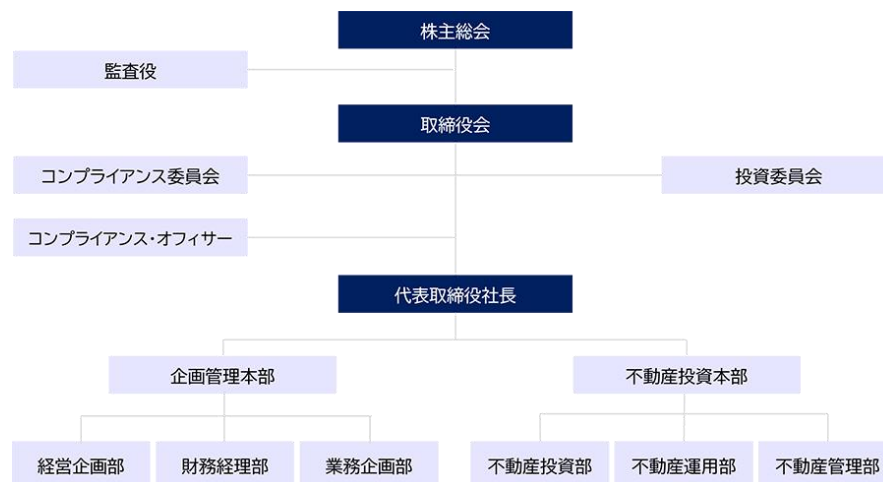 株主総会
監査役
取締役会
コンプライアンス委員会
投資委員会
コンプライアンス・オフィサー
代表取締役社長
企画管理本部
不動産投資本部
経営企画部
財務経理部
業務企画部
不動産投資部
不動産運用部
不動産管理部